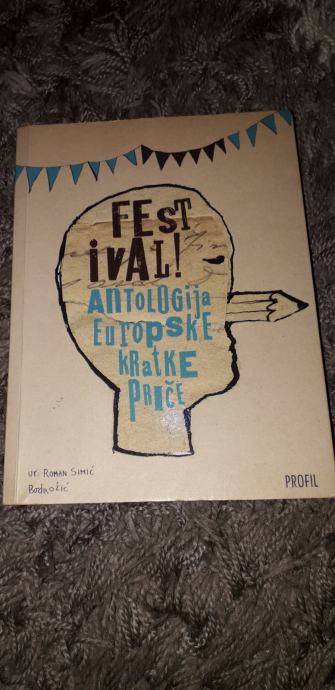 FEST
iVAL!
ANTOLOGija
EUROPSKE
KRATKE
PRIČE
ur. ROMAN SIMIĆ
Bodrožić
PROFIL